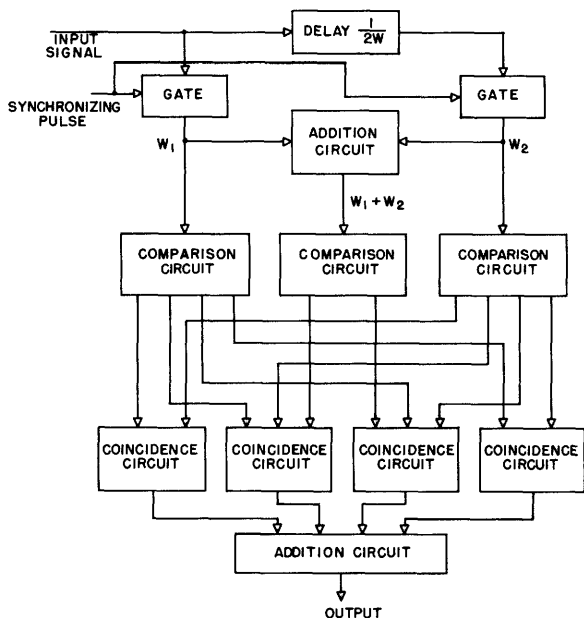 INPUT
SIGNAL
DELAY 1/2W
SYNCHRONIZING
PULSE
GATE
ADDITION
CIRCUIT
GATE
W₁
W₂
W₁ + W₂
COMPARISON
CIRCUIT
COMPARISON
CIRCUIT
COMPARISON
CIRCUIT
COINCIDENCE
CIRCUIT
COINCIDENCE
CIRCUIT
COINCIDENCE
CIRCUIT
COINCIDENCE
CIRCUIT
ADDITION CIRCUIT
OUTPUT